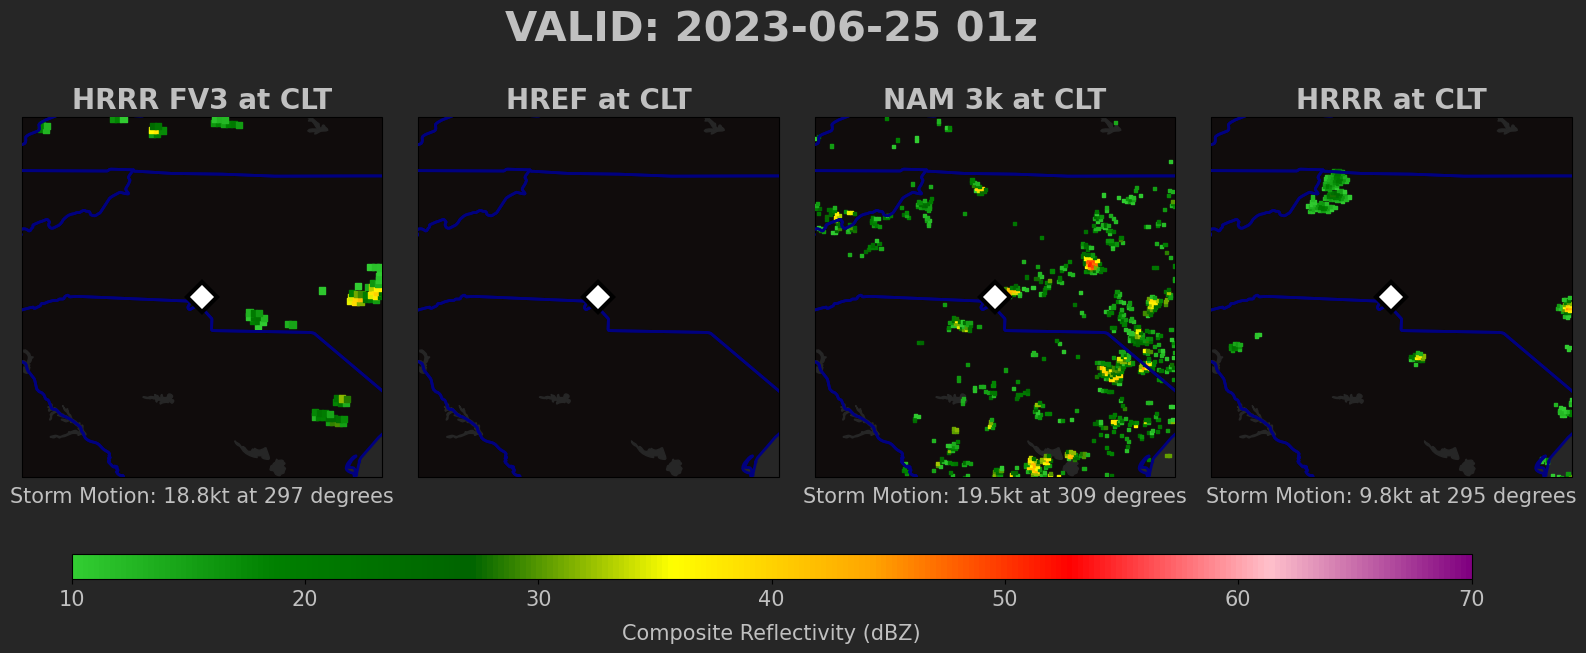 VALID: 2023-06-25 01z
HRRR FV3 at CLT
HREF at CLT
NAM 3k at CLT
HRRR at CLT
Storm Motion: 18.8kt at 297 degrees
Storm Motion: 19.5kt at 309 degrees
Storm Motion: 9.8kt at 295 degrees
10 20 30 40 50 60 70
Composite Reflectivity (dBZ)